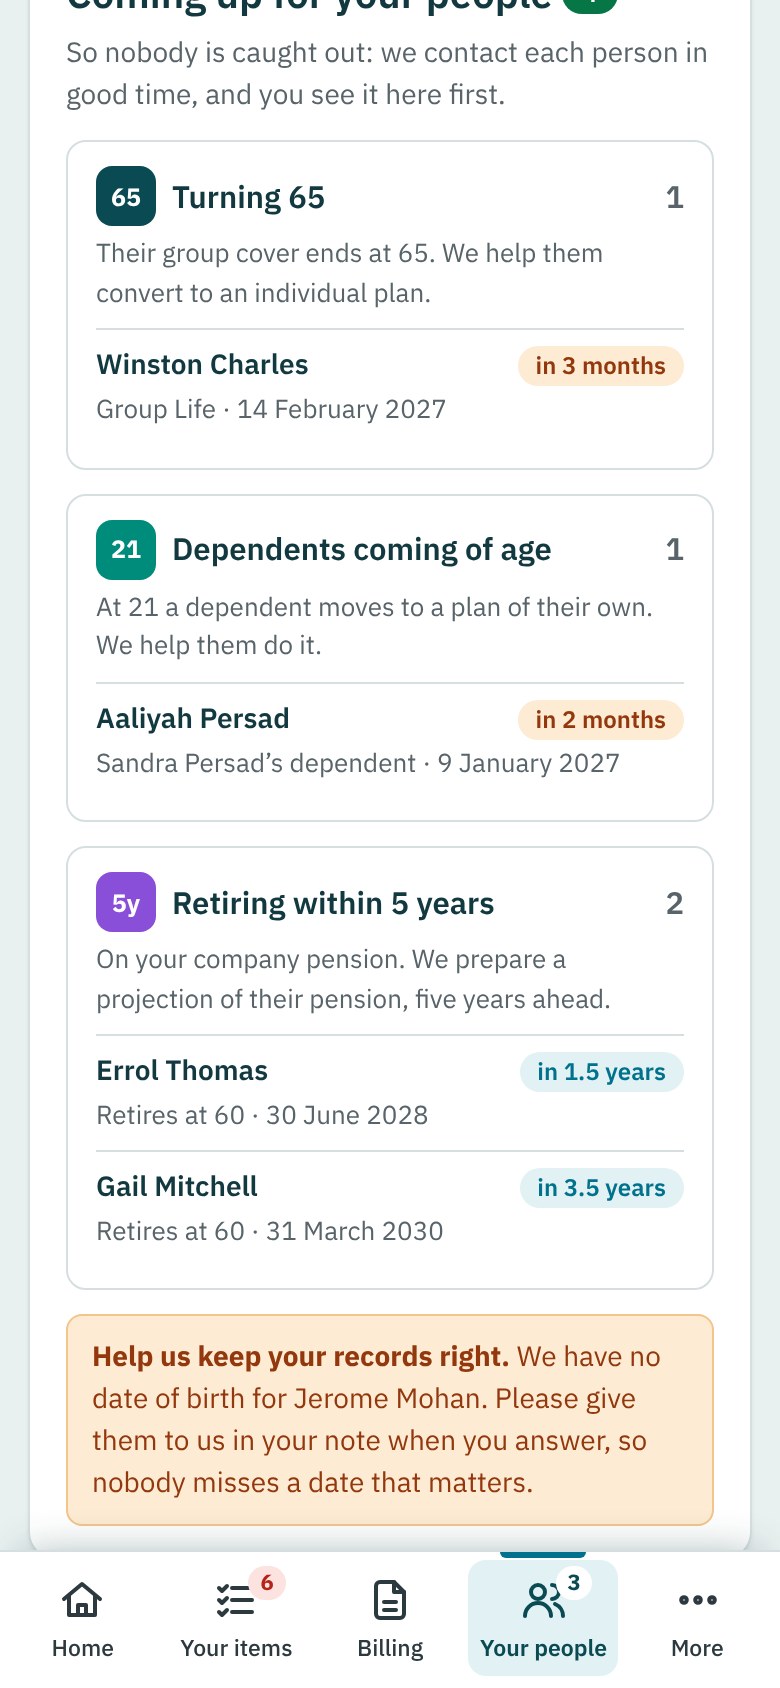 Coming up for your people
So nobody is caught out: we contact each person in
good time, and you see it here first.
65 Turning 65 1
Their group cover ends at 65. We help them
convert to an individual plan.
Winston Charles in 3 months
Group Life · 14 February 2027
21 Dependents coming of age 1
At 21 a dependent moves to a plan of their own.
We help them do it.
Aaliyah Persad in 2 months
Sandra Persad’s dependent · 9 January 2027
5y Retiring within 5 years 2
On your company pension. We prepare a
projection of their pension, five years ahead.
Errol Thomas in 1.5 years
Retires at 60 · 30 June 2028
Gail Mitchell in 3.5 years
Retires at 60 · 31 March 2030
Help us keep your records right. We have no
date of birth for Jerome Mohan. Please give
them to us in your note when you answer, so
nobody misses a date that matters.
6 3
Home Your items Billing Your people More